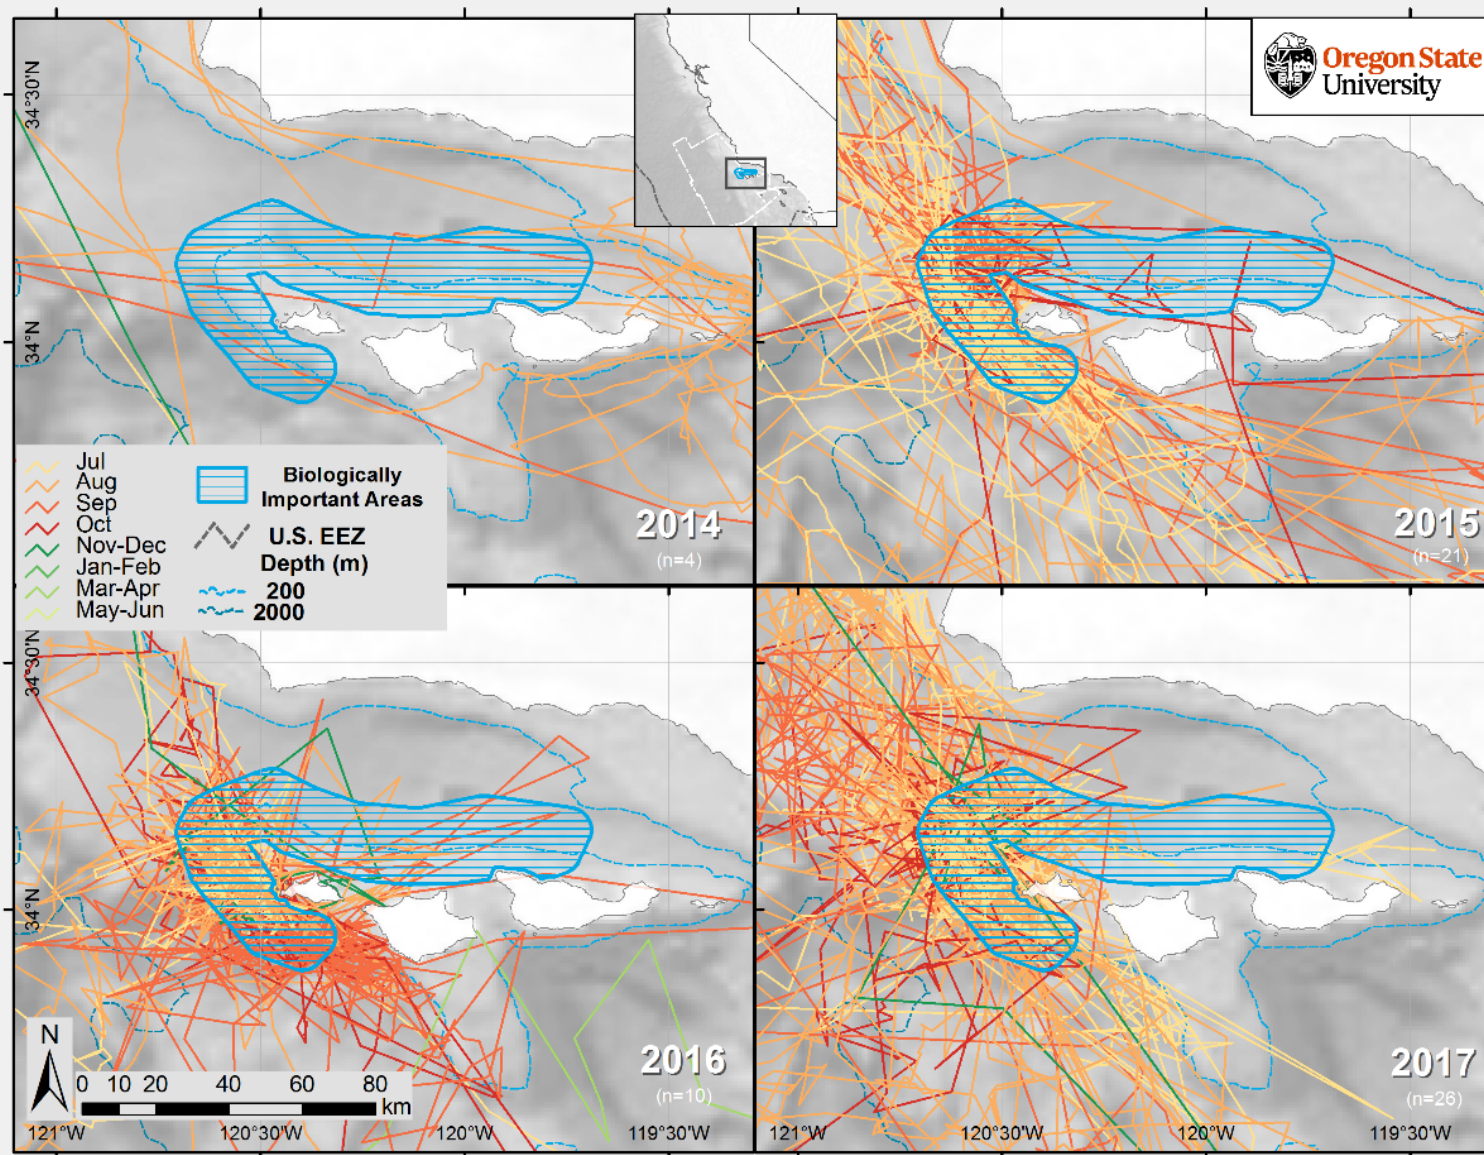 34°30'N
Oregon State
University
34°N
Jul
Aug
Sep
Oct
Nov-Dec
Jan-Feb
Mar-Apr
May-Jun
Biologically
Important Areas
U.S. EEZ
Depth (m)
200
2000
2014
(n=4)
2015
(n=21)
34°30'N
34°N
N
0 10 20 40 60 80
km
2016
(n=10)
2017
(n=26)
121°W 120°30'W 120°W 119°30'W 121°W 120°30'W 120°W 119°30'W